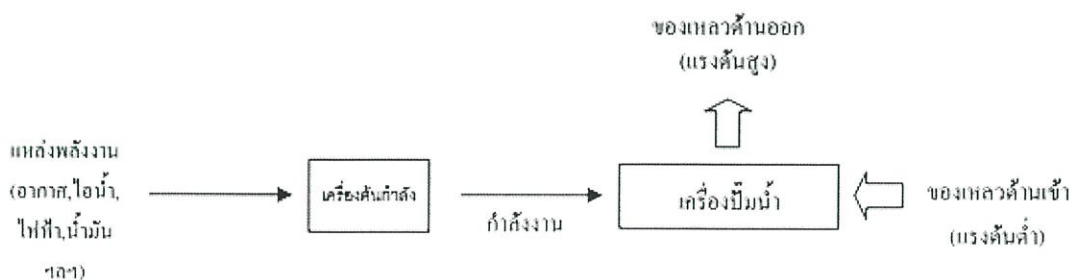 ของเหลวด้านออก
(แรงดันสูง)
แหล่งพลังงาน
(อากาศ,ไอน้ำ,
ไฟฟ้า,น้ำมัน
ฯลฯ)
เครื่องต้นกำลัง
กำลังงาน
เครื่องปั๊มน้ำ
ของเหลวด้านเข้า
(แรงดันต่ำ)